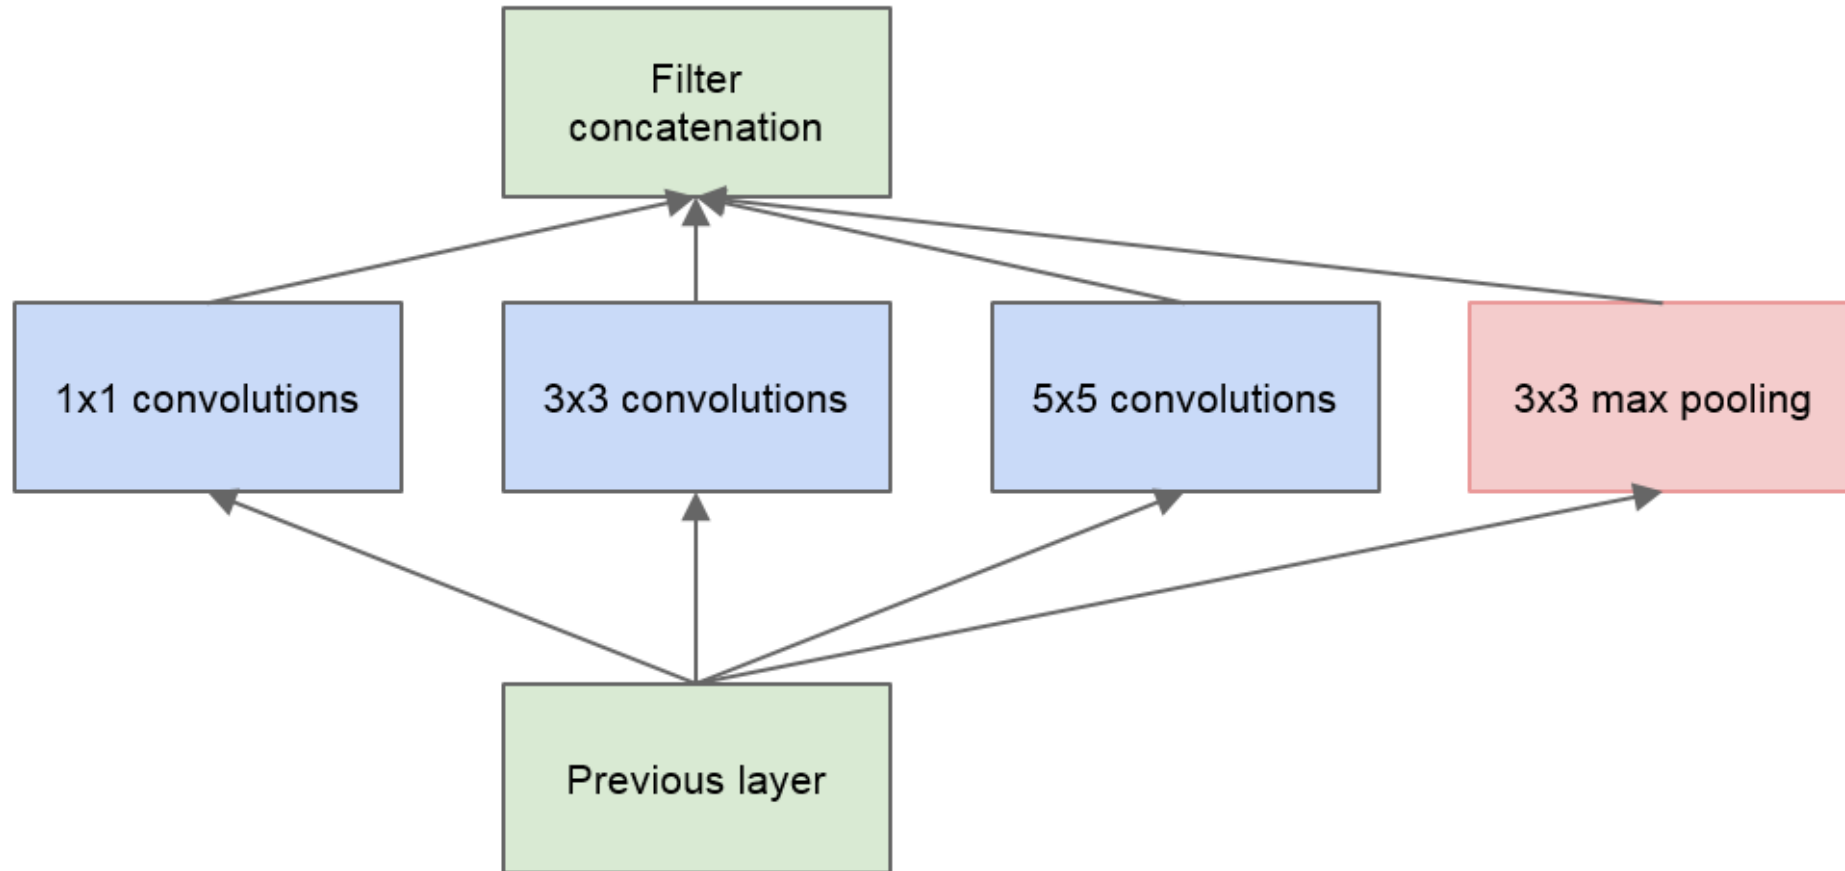 Filter
concatenation
1x1 convolutions
3x3 convolutions
5x5 convolutions
3x3 max pooling
Previous layer